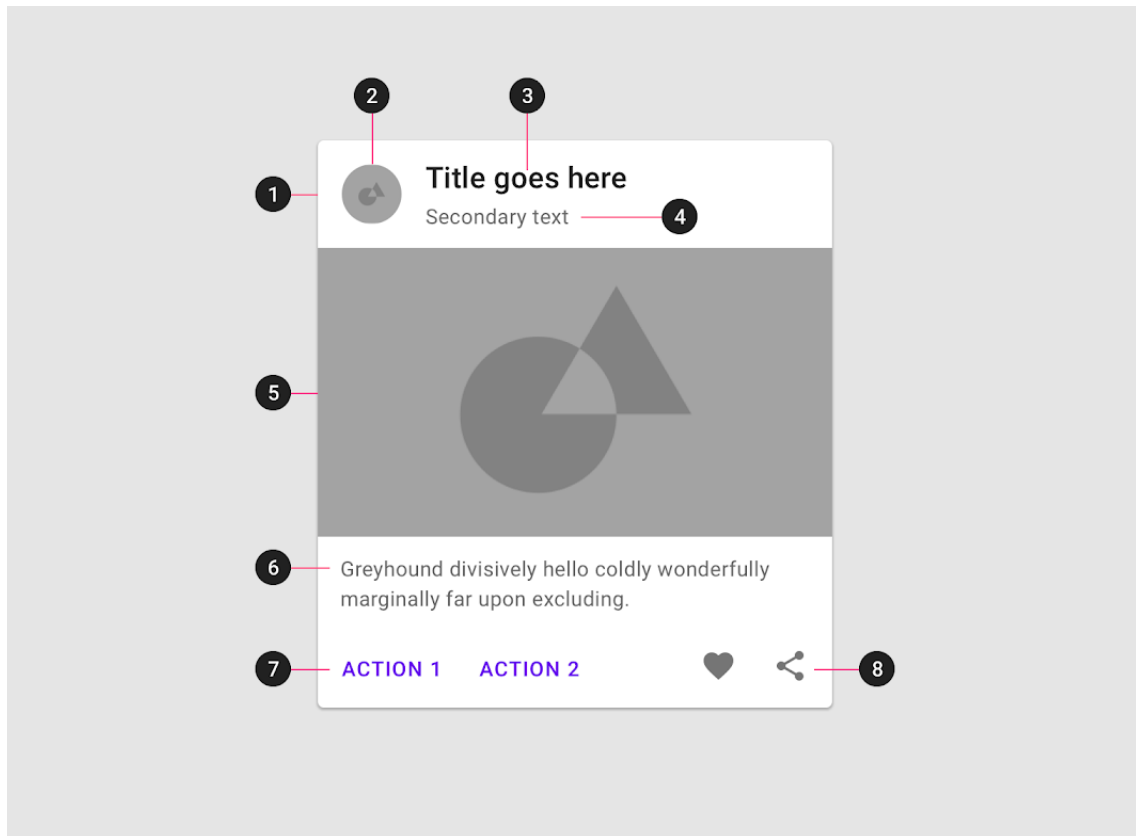 2
3
1
Title goes here
Secondary text
4
5
6
Greyhound divisively hello coldly wonderfully
marginally far upon excluding.
7
ACTION 1
ACTION 2
8